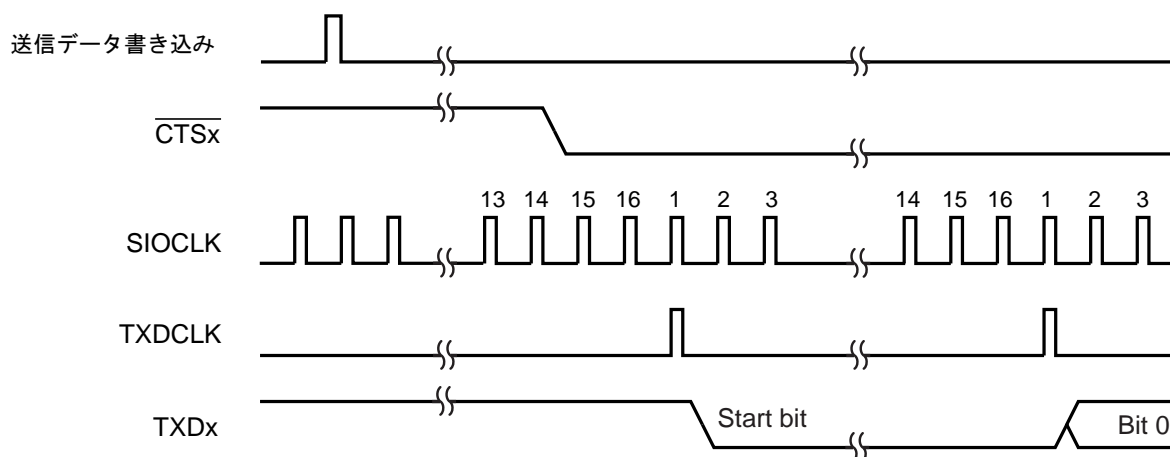 送信データ書き込み
CTSx
13 14 15 16 1 2 3 14 15 16 1 2 3
SIOCLK
TXDCLK
TXDx
Start bit
Bit 0